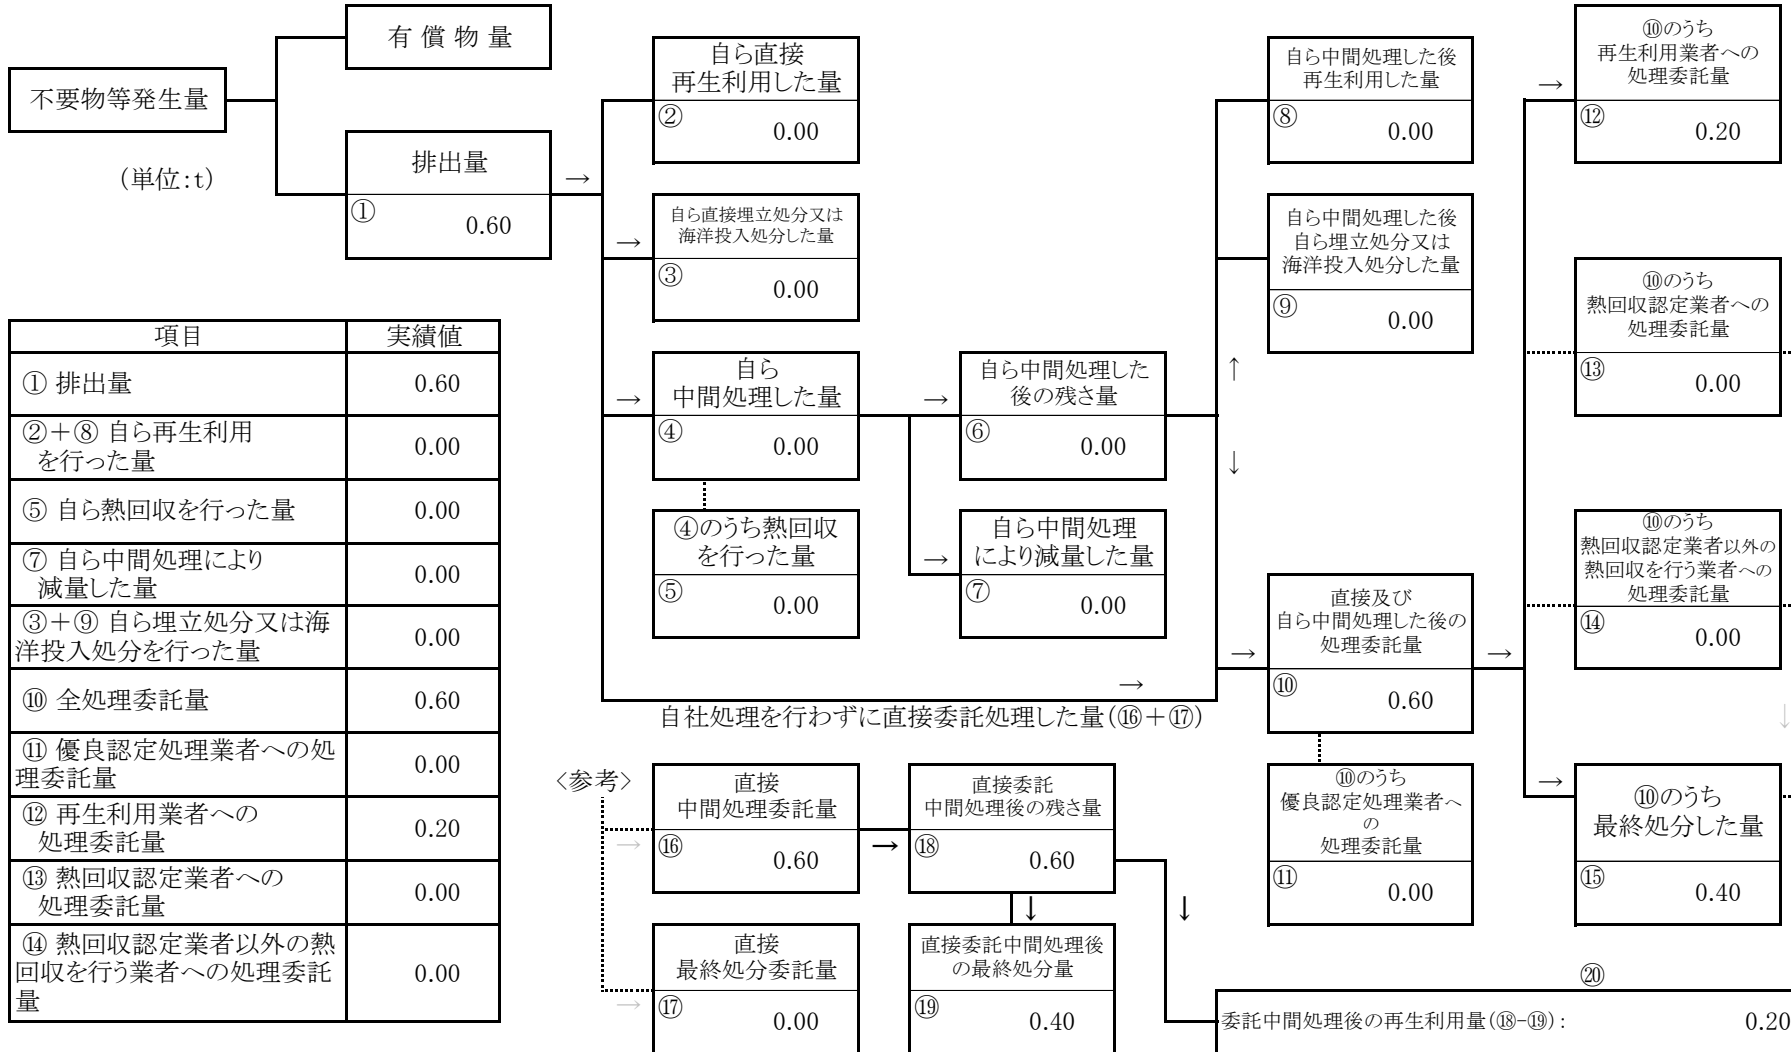 有 償 物 量
不要物等発生量
(単位:t)
排出量
①
0.60
→
自ら直接
再生利用した量
②
0.00
→
自ら直接埋立処分又は
海洋投入処分した量
③
0.00
→
自ら
中間処理した量
④
0.00
④のうち熱回収
を行った量
⑤
0.00
→
自ら中間処理した
後の残さ量
⑥
0.00
→
自ら中間処理
により減量した量
⑦
0.00
自ら中間処理した後
再生利用した量
⑧
0.00
自ら中間処理した後
自ら埋立処分又は
海洋投入処分した量
⑨
0.00
↑
↓
→
直接及び
自ら中間処理した後の
処理委託量
⑩
0.60
→
⑩のうち
優良認定処理業者へ
の
処理委託量
⑪
0.00
→
⑩のうち
再生利用業者への
処理委託量
⑫
0.20
⑩のうち
熱回収認定業者への
処理委託量
⑬
0.00
⑩のうち
熱回収認定業者以外の
熱回収を行う業者への
処理委託量
⑭
0.00
↓
→
⑩のうち
最終処分した量
⑮
0.40
→
自社処理を行わずに直接委託処理した量(⑯+⑰)
<参考>
→
直接
中間処理委託量
⑯
0.60
→
直接委託
中間処理後の残さ量
⑱
0.60
↓
↓
→
直接
最終処分委託量
⑰
0.00
直接委託中間処理後
の最終処分量
⑲
0.40
⑳
委託中間処理後の再生利用量(⑱-⑲): 0.20
項目 実績値
① 排出量 0.60
②+⑧ 自ら再生利用
を行った量 0.00
⑤ 自ら熱回収を行った量 0.00
⑦ 自ら中間処理により
減量した量 0.00
③+⑨ 自ら埋立処分又は海
洋投入処分を行った量 0.00
⑩ 全処理委託量 0.60
⑪ 優良認定処理業者への処
理委託量 0.00
⑫ 再生利用業者への
処理委託量 0.20
⑬ 熱回収認定業者への
処理委託量 0.00
⑭ 熱回収認定業者以外の熱
回収を行う業者への処理委託
量 0.00